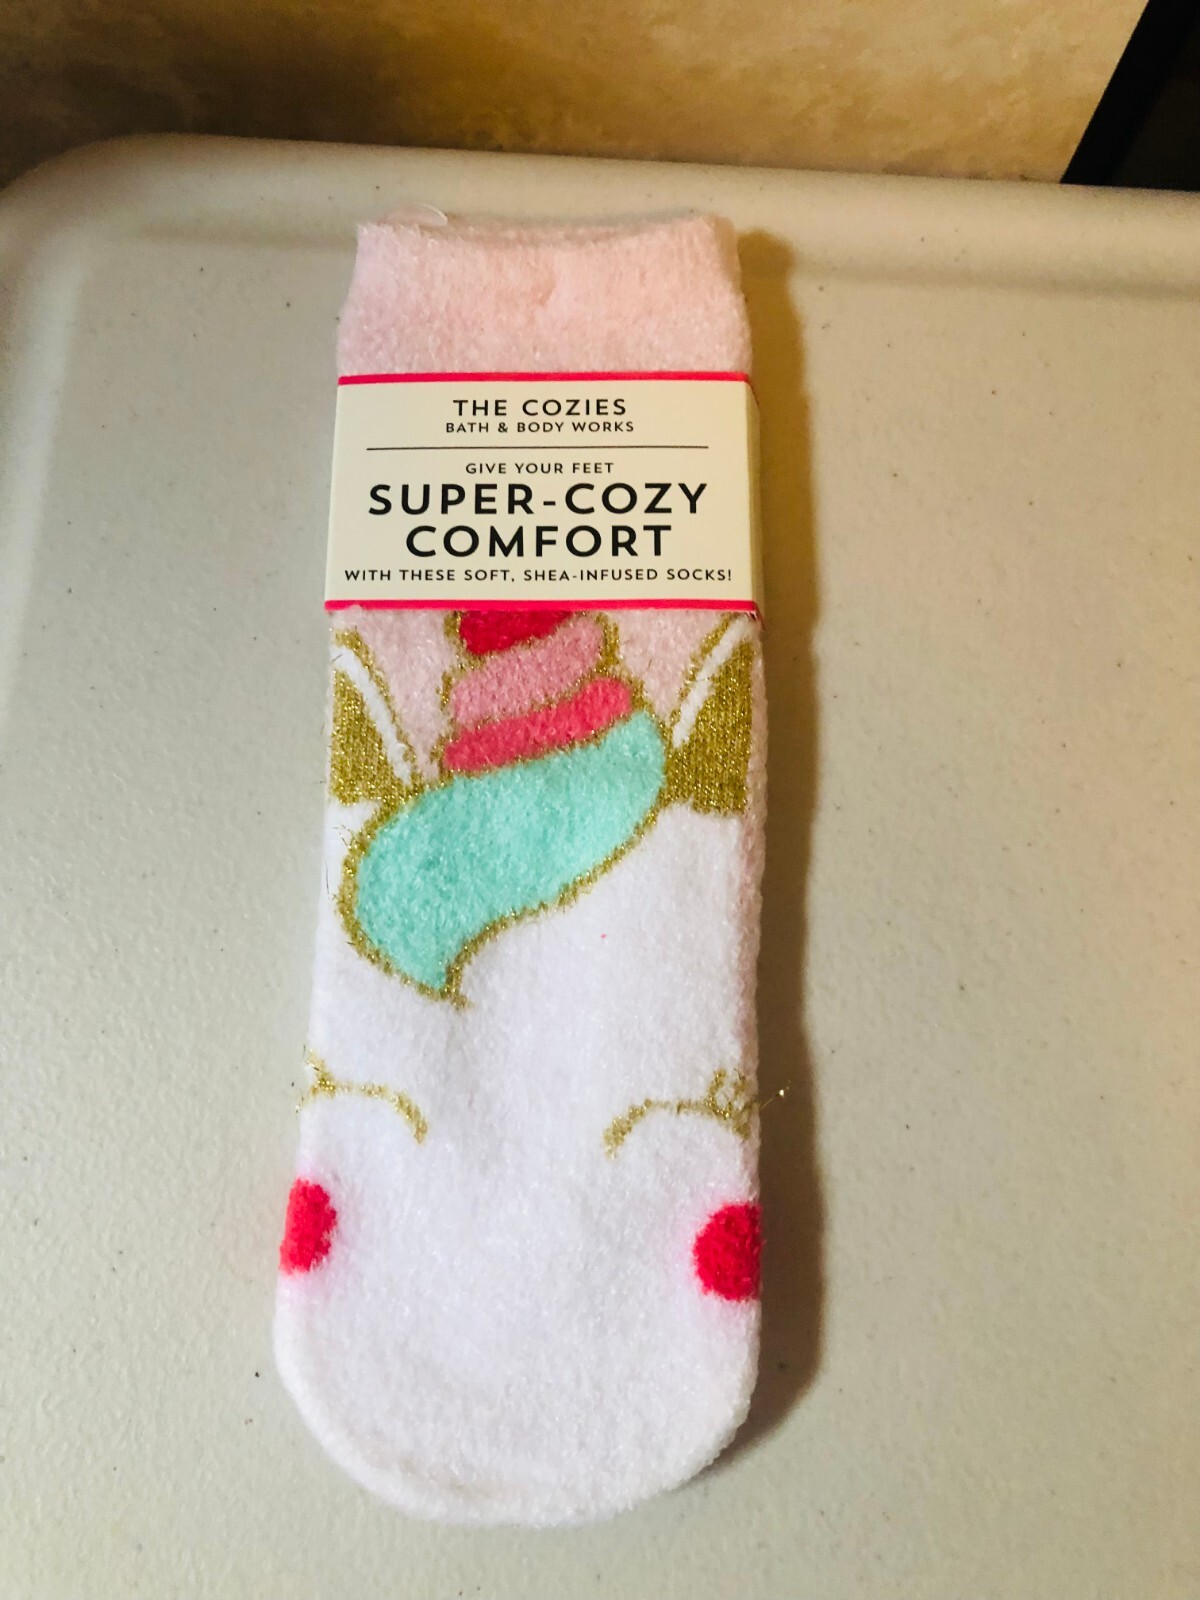 THE COZIES
BATH & BODY WORKS
GIVE YOUR FEET
SUPER-COZY
COMFORT
WITH THESE SOFT, SHEA-INFUSED SOCKS!